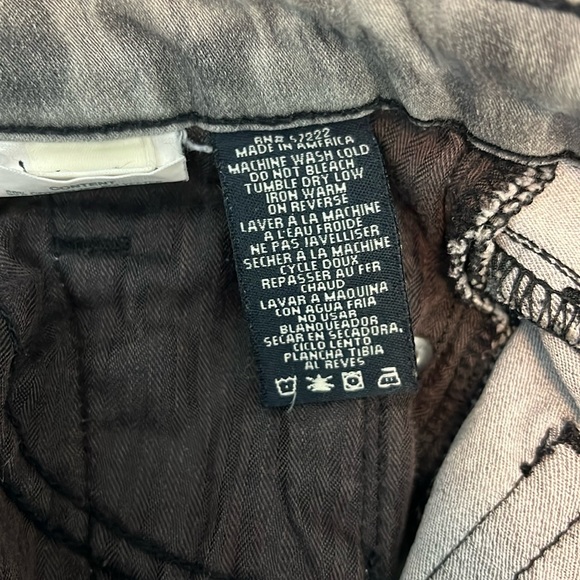 CONTENT
RN# 57222
MADE IN AMERICA
MACHINE WASH COLD
DO NOT BLEACH
TUMBLE DRY LOW
IRON WARM
ON REVERSE
LAVER A LA MACHINE
A L'EAU FROIDE
NE PAS JAVELLISER
SECHER A LA MACHINE
CYCLE DOUX
REPASSER AU FER
CHAUD
LAVAR A MAQUINA
CON AGUA FRIA
NO USAR
BLANQUEADOR
SECAR EN SECADORA.
CICLO LENTO
PLANCHA TIBIA
AL REVES